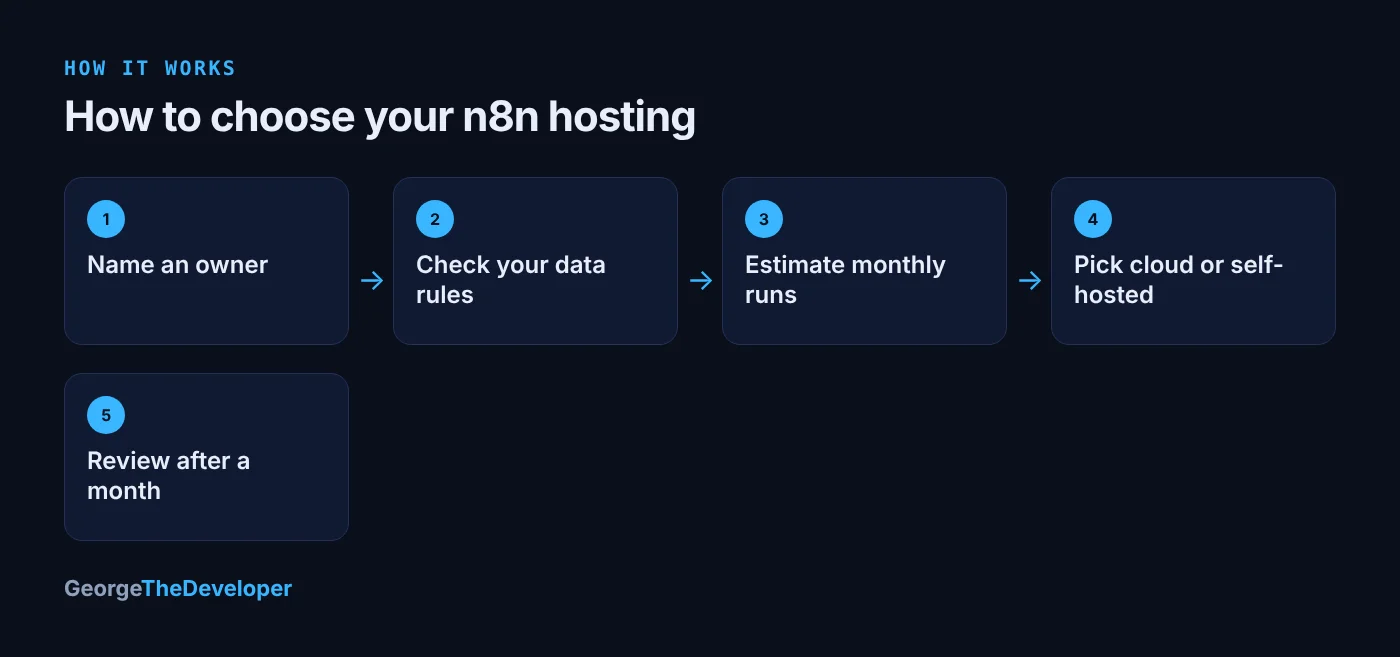 HOW IT WORKS
How to choose your n8n hosting
1
Name an owner
2
Check your data
rules
3
Estimate monthly
runs
4
Pick cloud or self-
hosted
5
Review after a
month
GeorgeTheDeveloper